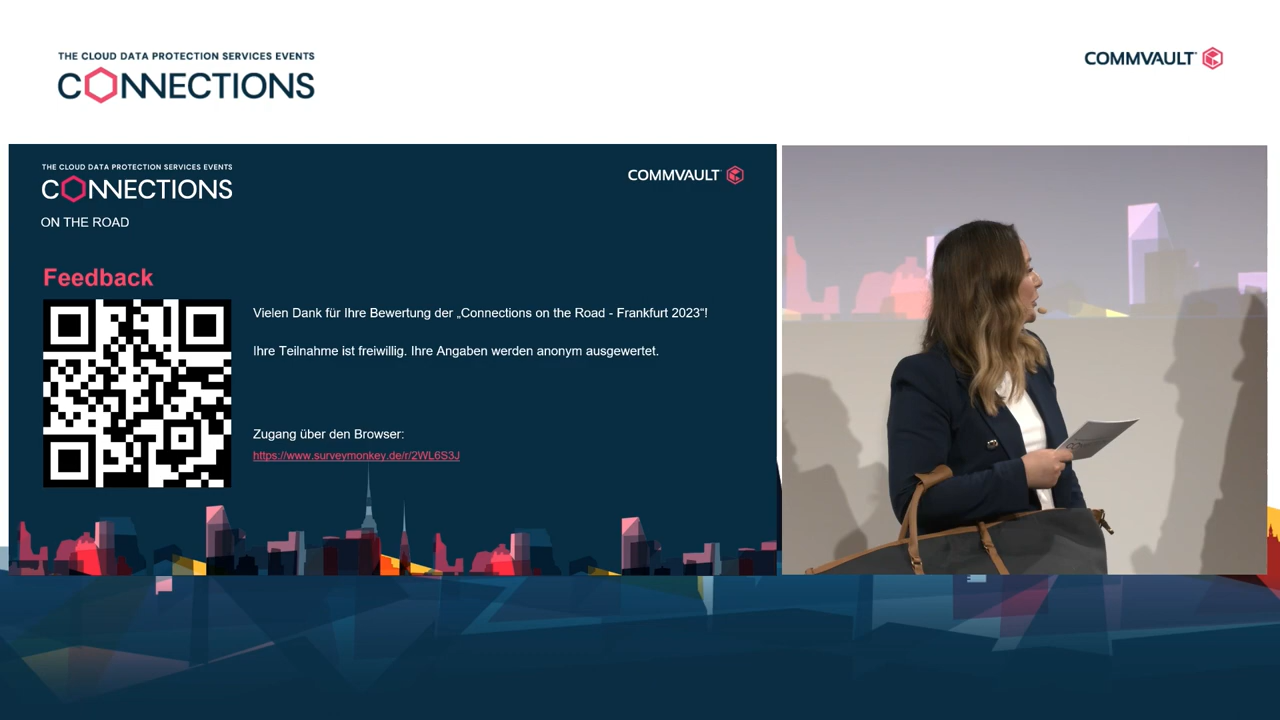 THE CLOUD DATA PROTECTION SERVICES EVENTS
CONNECTIONS
COMMVAULT
THE CLOUD DATA PROTECTION SERVICES EVENTS
CONNECTIONS
COMMVAULT
ON THE ROAD
Feedback
Vielen Dank für Ihre Bewertung der „Connections on the Road - Frankfurt 2023“!
Ihre Teilnahme ist freiwillig. Ihre Angaben werden anonym ausgewertet.
Zugang über den Browser:
https://www.surveymonkey.de/r/2WL6S3J